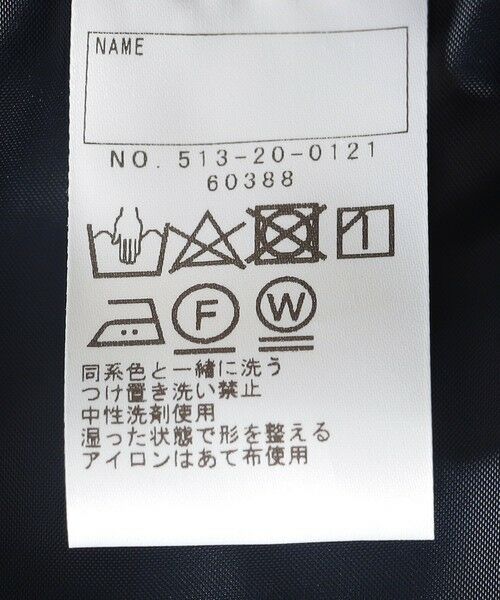 NAME
NO. 513-20-0121
60388
F W
同系色と一緒に洗う
つけ置き洗い禁止
中性洗剤使用
湿った状態で形を整える
アイロンはあて布使用